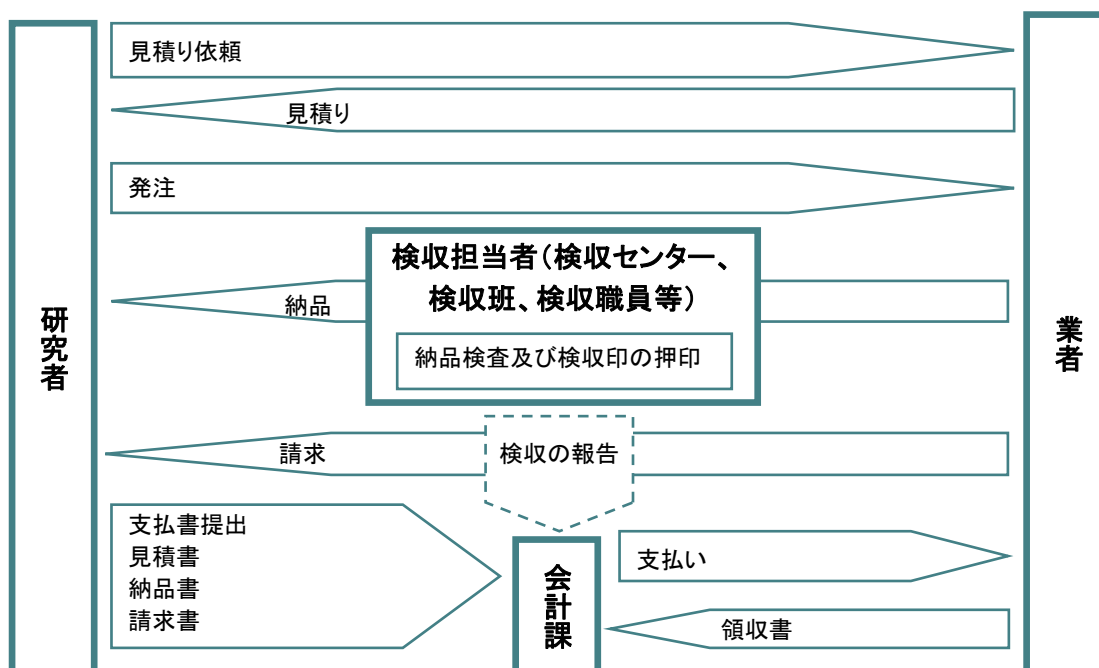 見積り依頼
見積り
発注
検収担当者（検収センター、
検収班、検収職員等）
納品
納品検査及び検収印の押印
研究者
業者
請求
検収の報告
支払書提出
見積書
納品書
請求書
会計課
支払い
領収書